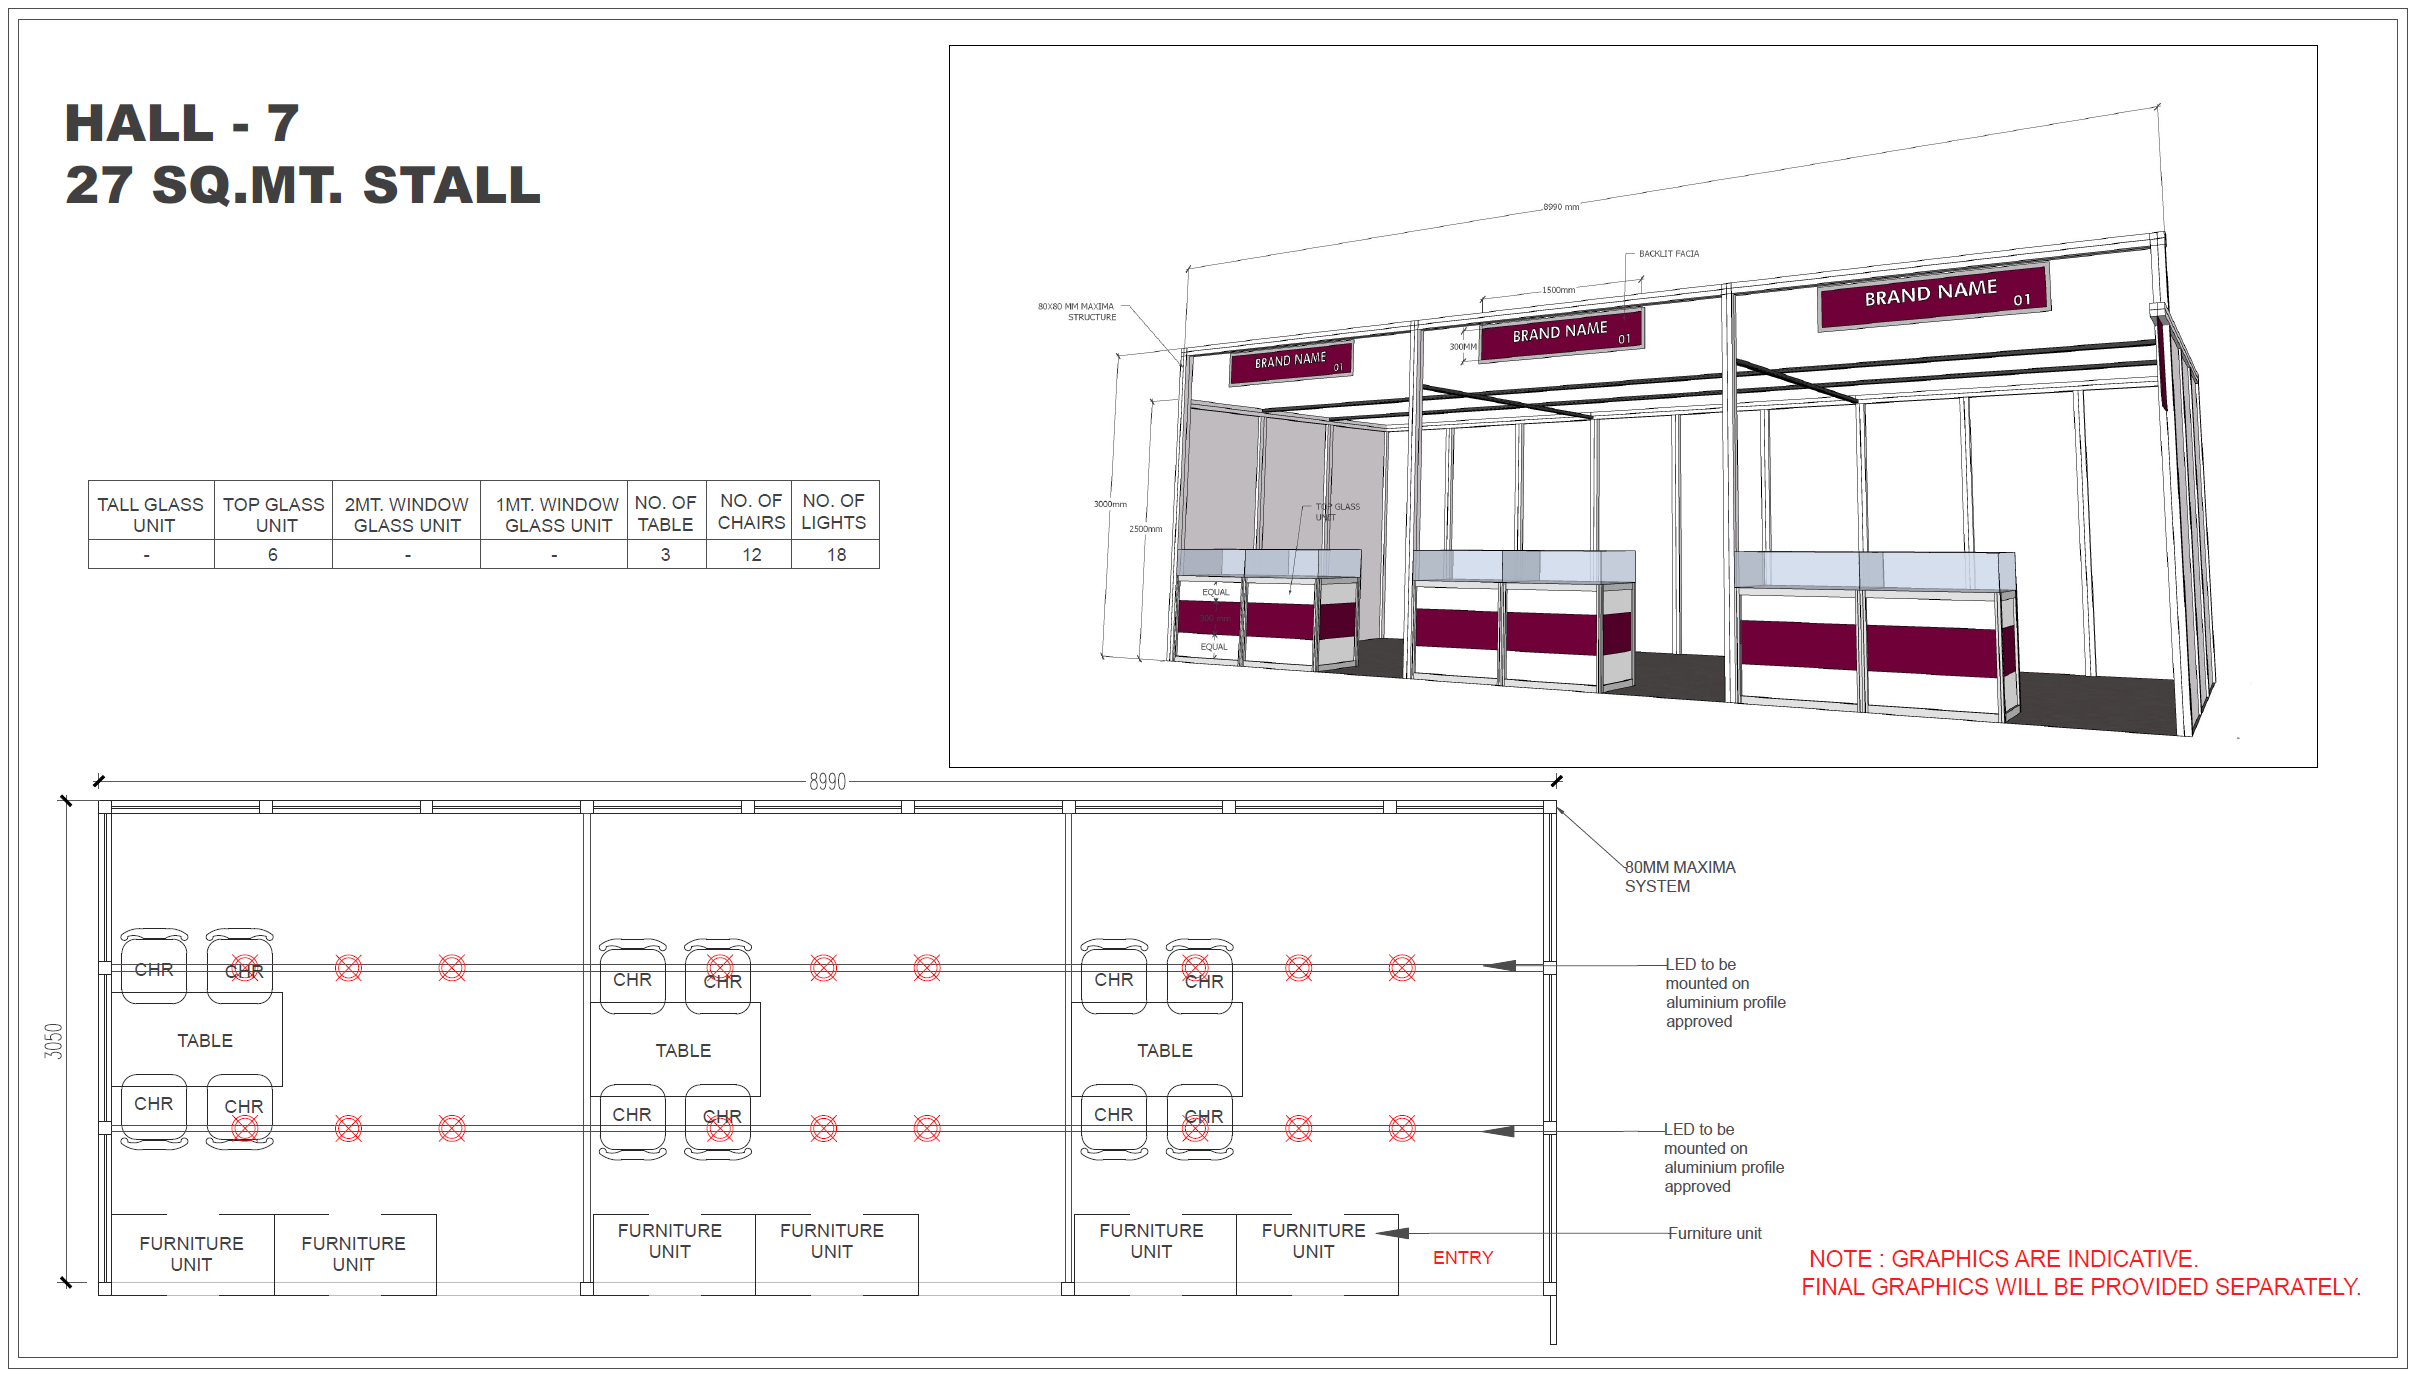 HALL - 7
27 SQ.MT. STALL
8990 mm
BACKLIT FACIA
1500mm
80X80 MM MAXIMA
STRUCTURE
BRAND NAME
01
BRAND NAME
01
BRAND NAME
01
300MM
3000mm
2500mm
TOP GLASS
UNIT
EQUAL
300 mm
EQUAL
TALL GLASS
UNIT
TOP GLASS
UNIT
2MT. WINDOW
GLASS UNIT
1MT. WINDOW
GLASS UNIT
NO. OF
TABLE
NO. OF
CHAIRS
NO. OF
LIGHTS
-
6
-
-
3
12
18
8990
3050
80MM MAXIMA
SYSTEM
CHR
CHR
CHR
CHR
CHR
CHR
LED to be
mounted on
aluminium profile
approved
TABLE
TABLE
TABLE
CHR
CHR
CHR
CHR
CHR
CHR
LED to be
mounted on
aluminium profile
approved
FURNITURE
UNIT
FURNITURE
UNIT
FURNITURE
UNIT
FURNITURE
UNIT
FURNITURE
UNIT
FURNITURE
UNIT
Furniture unit
ENTRY
NOTE : GRAPHICS ARE INDICATIVE.
FINAL GRAPHICS WILL BE PROVIDED SEPARATELY.